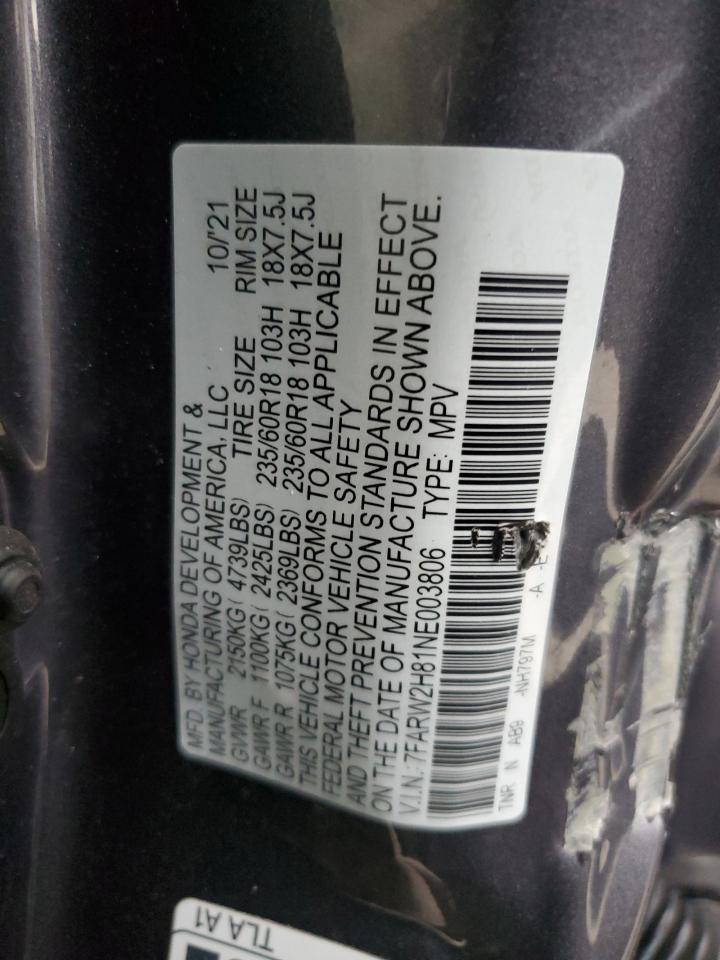 MFD. BY HONDA DEVELOPMENT &
MANUFACTURING OF AMERICA, LLC 10/'21
GVWR 2150KG ( 4739LBS) TIRE SIZE RIM SIZE
GAWR F 1100KG ( 2425LBS) 235/60R18 103H 18X7.5J
GAWR R 1075KG ( 2369LBS) 235/60R18 103H 18X7.5J
THIS VEHICLE CONFORMS TO ALL APPLICABLE
FEDERAL MOTOR VEHICLE SAFETY
AND THEFT PREVENTION STANDARDS IN EFFECT
ON THE DATE OF MANUFACTURE SHOWN ABOVE.
V.I.N.: 7FARW2H81NE003806 TYPE: MPV
TNR N AB9 -NH797M -A -E
TLA A1